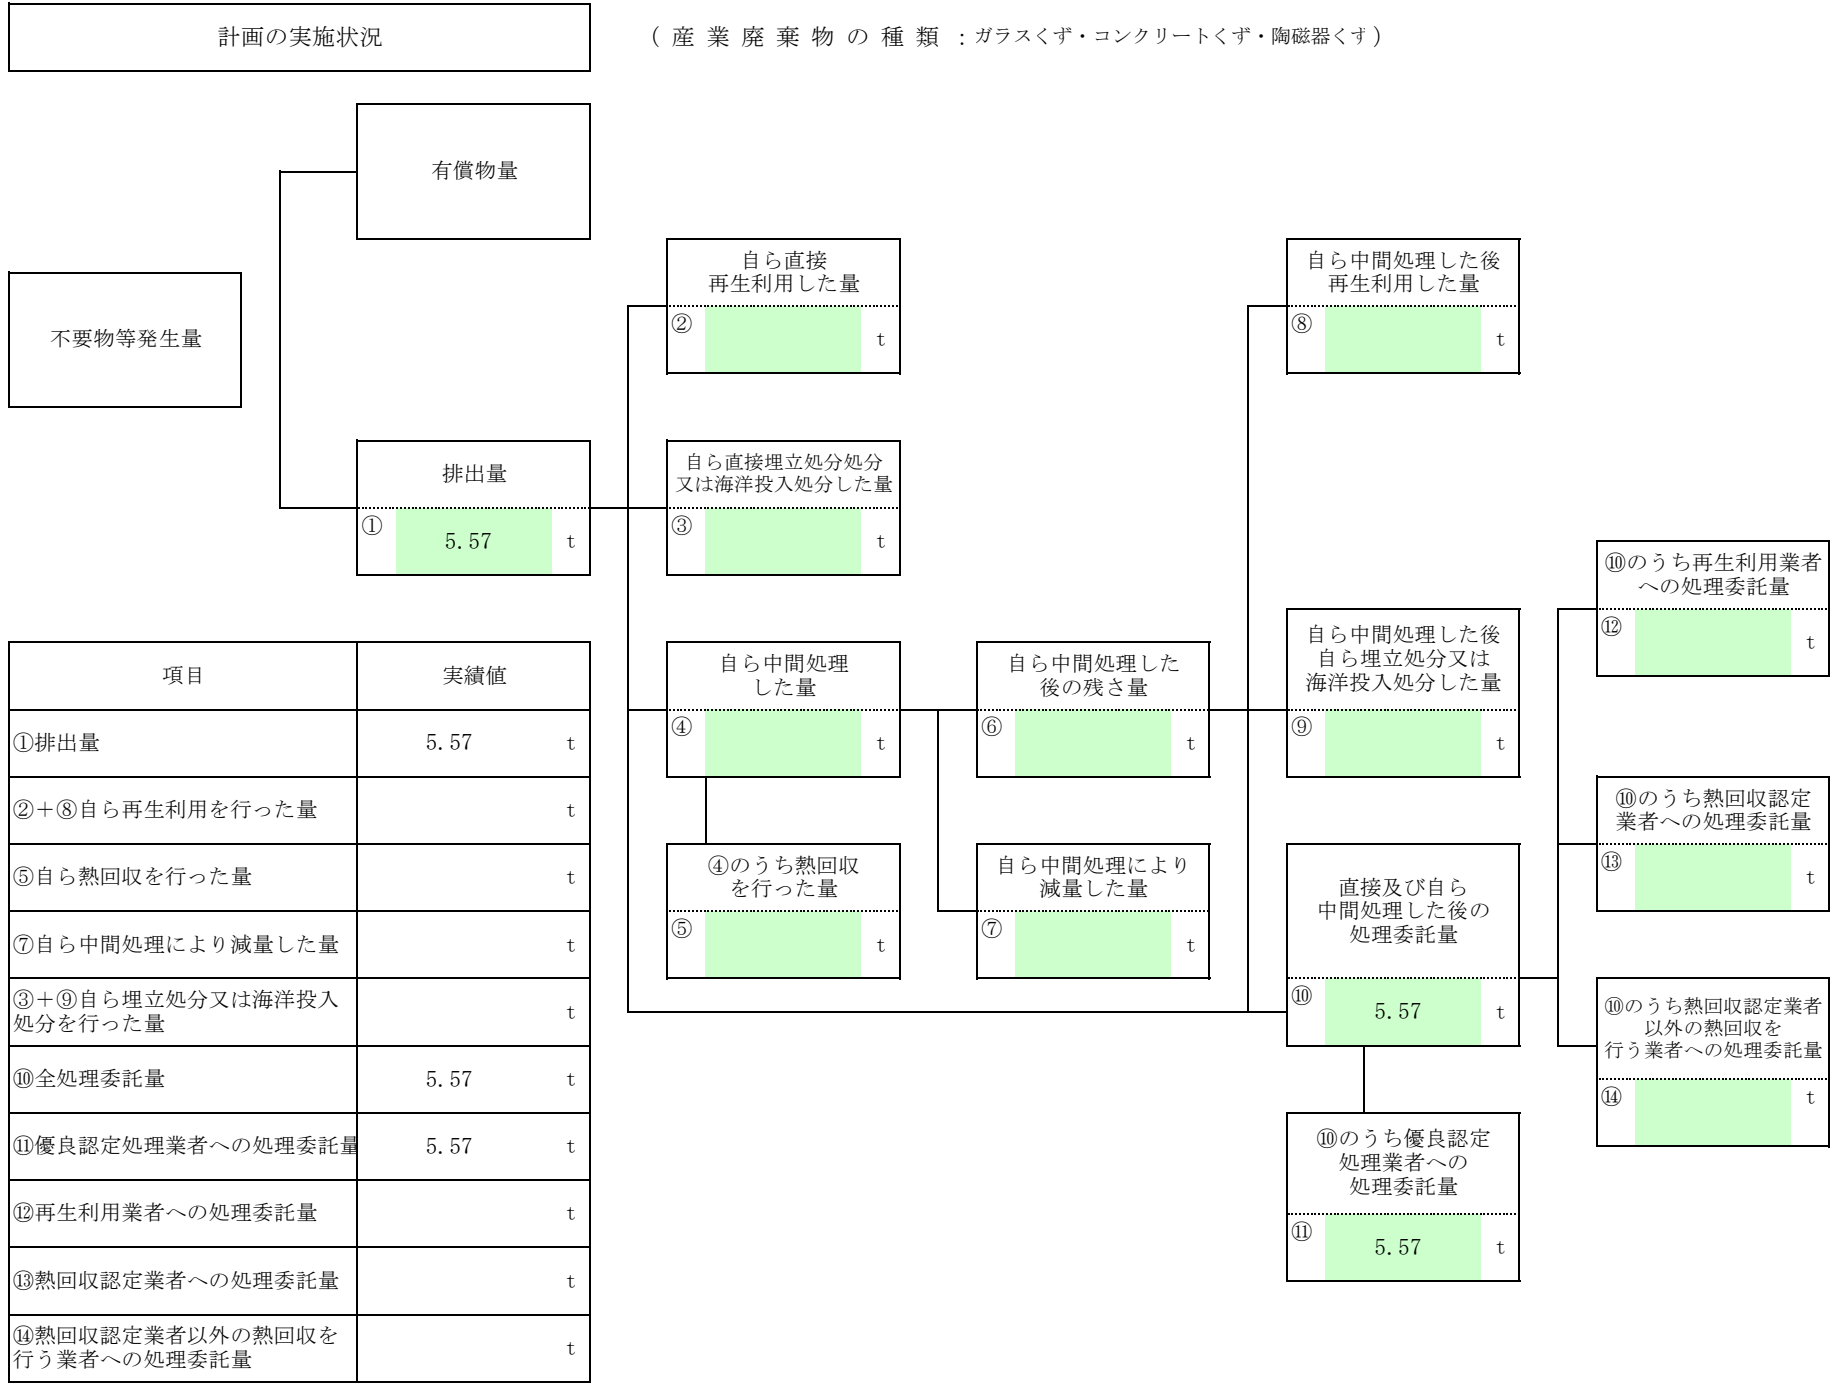 計画の実施状況
（産業廃棄物の種類：ガラスくず・コンクリートくず・陶磁器くず）
有償物量
不要物等発生量
排出量
① 5.57 t
自ら直接
再生利用した量
② t
自ら直接埋立処分処分
又は海洋投入処分した量
③ t
自ら中間処理
した量
④ t
④のうち熱回収
を行った量
⑤ t
自ら中間処理した
後の残さ量
⑥ t
自ら中間処理により
減量した量
⑦ t
自ら中間処理した後
再生利用した量
⑧ t
自ら中間処理した後
自ら埋立処分又は
海洋投入処分した量
⑨ t
直接及び自ら
中間処理した後の
処理委託量
⑩ 5.57 t
⑩のうち優良認定
処理業者への
処理委託量
⑪ 5.57 t
⑩のうち再生利用業者
への処理委託量
⑫ t
⑩のうち熱回収認定
業者への処理委託量
⑬ t
⑩のうち熱回収認定業者
以外の熱回収を
行う業者への処理委託量
⑭ t
項目 実績値
①排出量 5.57 t
②＋⑧自ら再生利用を行った量 t
⑤自ら熱回収を行った量 t
⑦自ら中間処理により減量した量 t
③＋⑨自ら埋立処分又は海洋投入
処分を行った量 t
⑩全処理委託量 5.57 t
⑪優良認定処理業者への処理委託量 5.57 t
⑫再生利用業者への処理委託量 t
⑬熱回収認定業者への処理委託量 t
⑭熱回収認定業者以外の熱回収を
行う業者への処理委託量 t